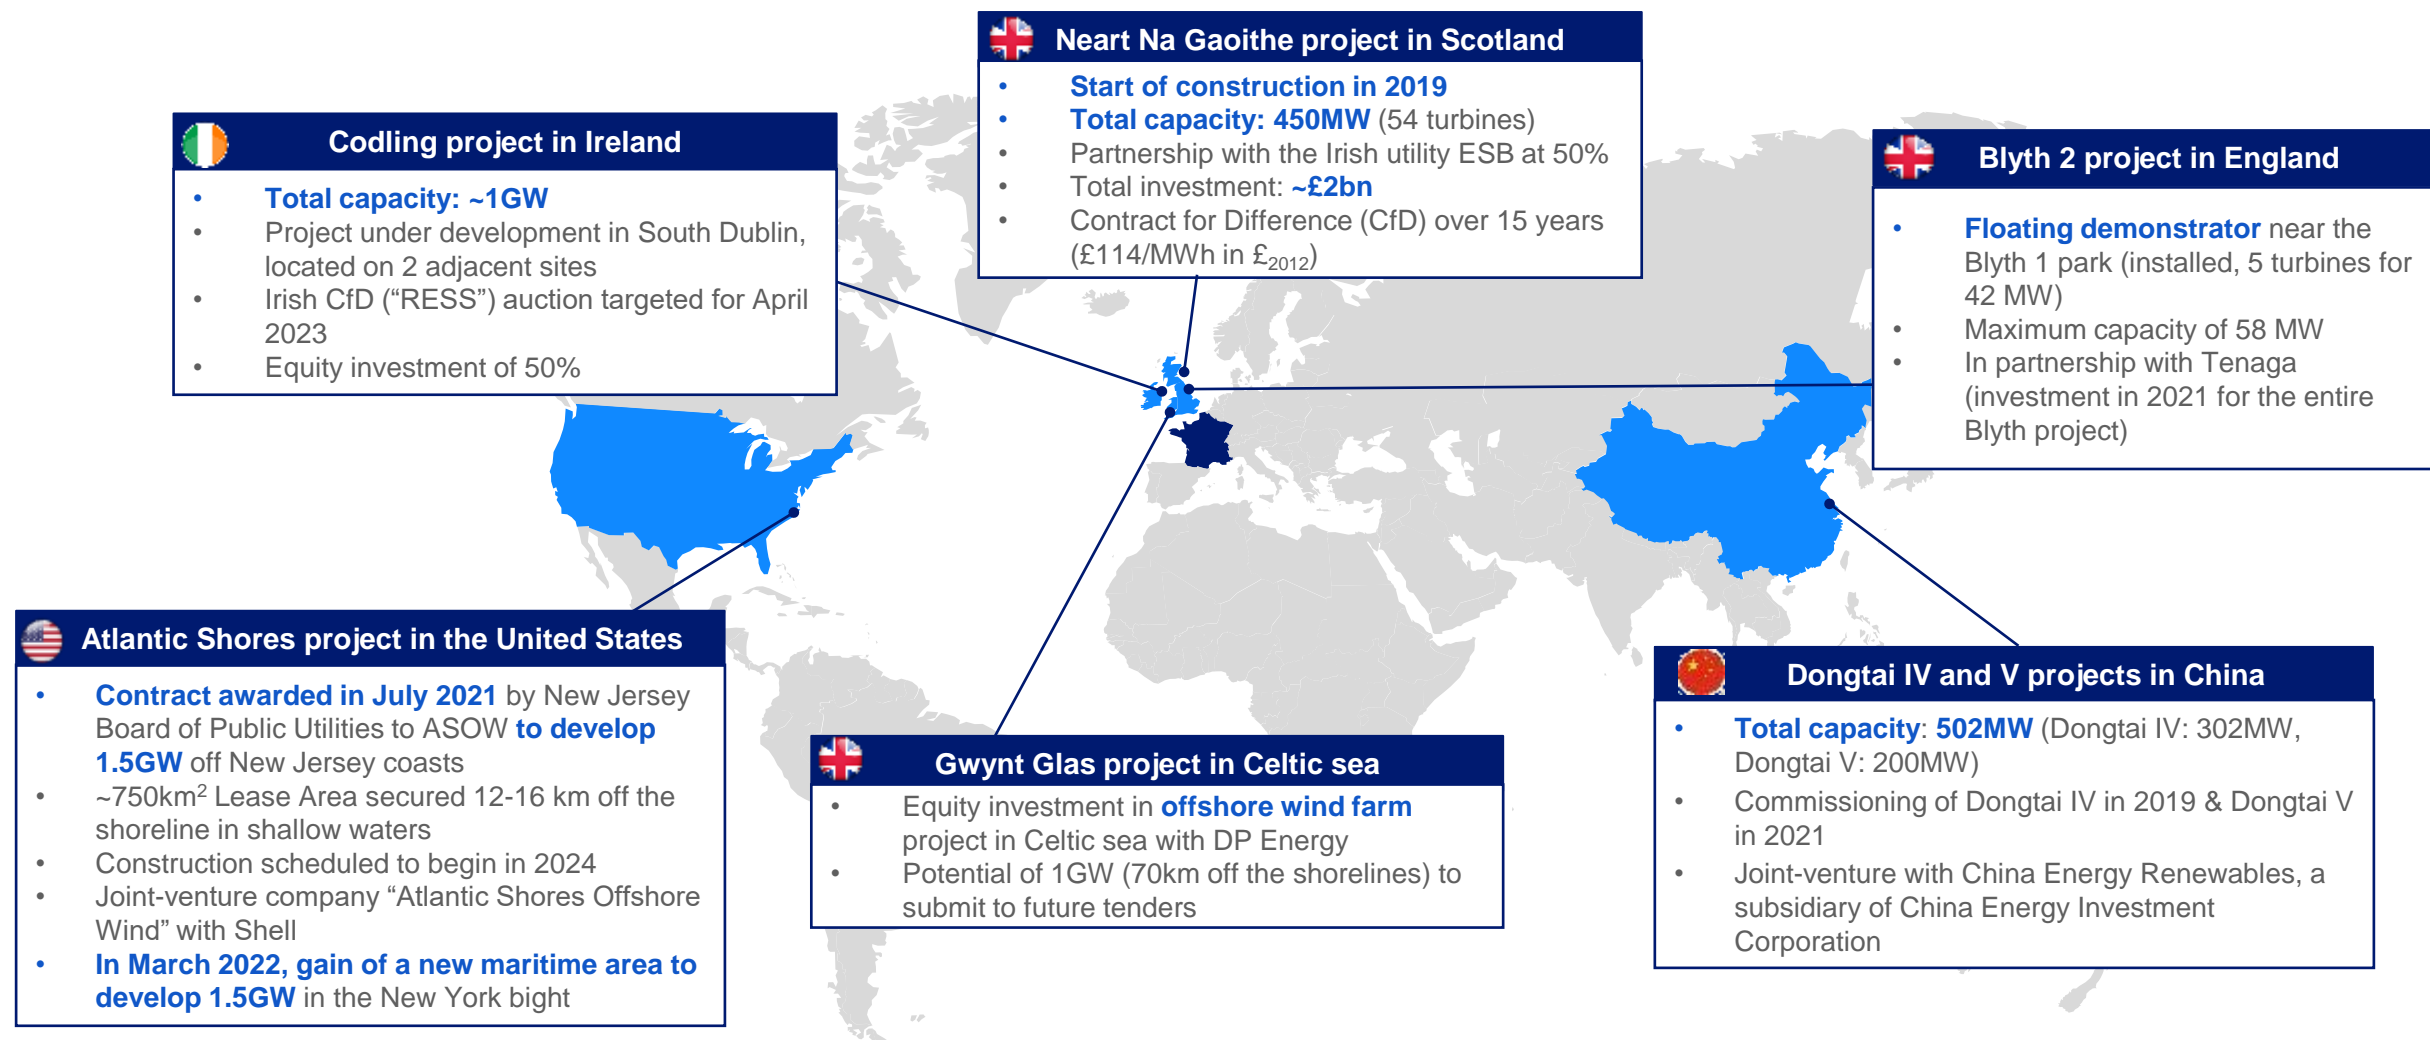 Neart Na Gaoithe project in Scotland
• Start of construction in 2019
• Total capacity: 450MW (54 turbines)
• Partnership with the Irish utility ESB at 50%
• Total investment: ~£2bn
• Contract for Difference (CfD) over 15 years
(£114/MWh in £2012)
Codling project in Ireland
• Total capacity: ~1GW
• Project under development in South Dublin,
located on 2 adjacent sites
• Irish CfD (“RESS”) auction targeted for April
2023
• Equity investment of 50%
Blyth 2 project in England
• Floating demonstrator near the
Blyth 1 park (installed, 5 turbines for
42 MW)
• Maximum capacity of 58 MW
• In partnership with Tenaga
(investment in 2021 for the entire
Blyth project)
Atlantic Shores project in the United States
• Contract awarded in July 2021 by New Jersey
Board of Public Utilities to ASOW to develop
1.5GW off New Jersey coasts
• ~750km2 Lease Area secured 12-16 km off the
shoreline in shallow waters
• Construction scheduled to begin in 2024
• Joint-venture company “Atlantic Shores Offshore
Wind” with Shell
• In March 2022, gain of a new maritime area to
develop 1.5GW in the New York bight
Gwynt Glas project in Celtic sea
• Equity investment in offshore wind farm
project in Celtic sea with DP Energy
• Potential of 1GW (70km off the shorelines) to
submit to future tenders
Dongtai IV and V projects in China
• Total capacity: 502MW (Dongtai IV: 302MW,
Dongtai V: 200MW)
• Commissioning of Dongtai IV in 2019 & Dongtai V
in 2021
• Joint-venture with China Energy Renewables, a
subsidiary of China Energy Investment
Corporation